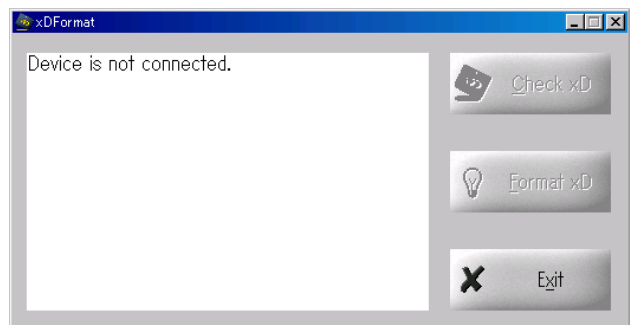 xDFormat
Device is not connected.
Check xD
Format xD
Exit